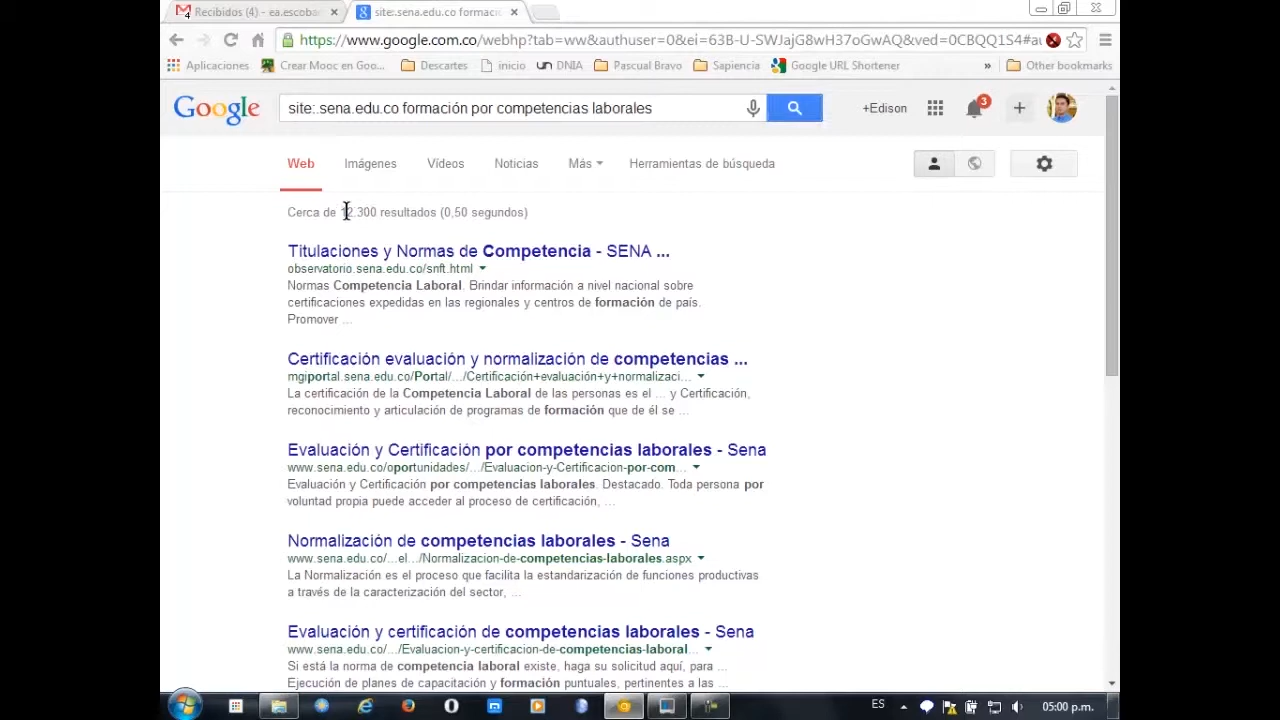 Recibidos (4) - ea.escobar
site:.sena.edu.co formació
https://www.google.com.co/webhp?tab=ww&authuser=0&ei=63B-U-SWJajG8wH37oGwAQ&ved=0CBQQ1S4#au
Aplicaciones Crear Mooc en Goo... Descartes inicio DNIA Pascual Bravo Sapiencia Google URL Shortener » Other bookmarks
Google site:.sena.edu.co formación por competencias laborales +Edison 3
Web Imágenes Vídeos Noticias Más Herramientas de búsqueda
Cerca de 12.300 resultados (0,50 segundos)
Titulaciones y Normas de Competencia - SENA ...
observatorio.sena.edu.co/snft.html
Normas Competencia Laboral. Brindar información a nivel nacional sobre
certificaciones expedidas en las regionales y centros de formación de país.
Promover ...
Certificación evaluación y normalización de competencias ...
mgiportal.sena.edu.co/Portal/.../Certificación+evaluación+y+normalizaci...
La certificación de la Competencia Laboral de las personas es el ... y Certificación,
reconocimiento y articulación de programas de formación que de él se ...
Evaluación y Certificación por competencias laborales - Sena
www.sena.edu.co/oportunidades/.../Evaluacion-y-Certificacion-por-com...
Evaluación y Certificación por competencias laborales. Destacado. Toda persona por
voluntad propia puede acceder al proceso de certificación, ...
Normalización de competencias laborales - Sena
www.sena.edu.co/...el.../Normalizacion-de-competencias-laborales.aspx
La Normalización es el proceso que facilita la estandarización de funciones productivas
a través de la caracterización del sector, ...
Evaluación y certificación de competencias laborales - Sena
www.sena.edu.co/.../Evaluacion-y-certificacion-de-competencias-laboral...
Si está la norma de competencia laboral existe, haga su solicitud aquí, para ...
Ejecución de planes de capacitación y formación puntuales, pertinentes a las ...
ES 05:00 p.m.